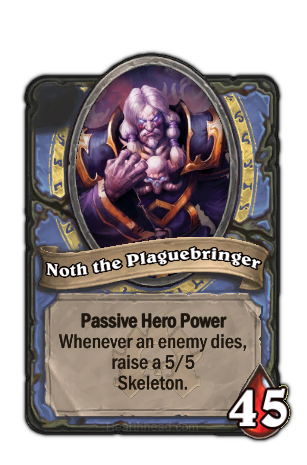 Noth the Plaguebringer
Passive Hero Power
Whenever an enemy dies,
raise a 5/5
Skeleton.
45